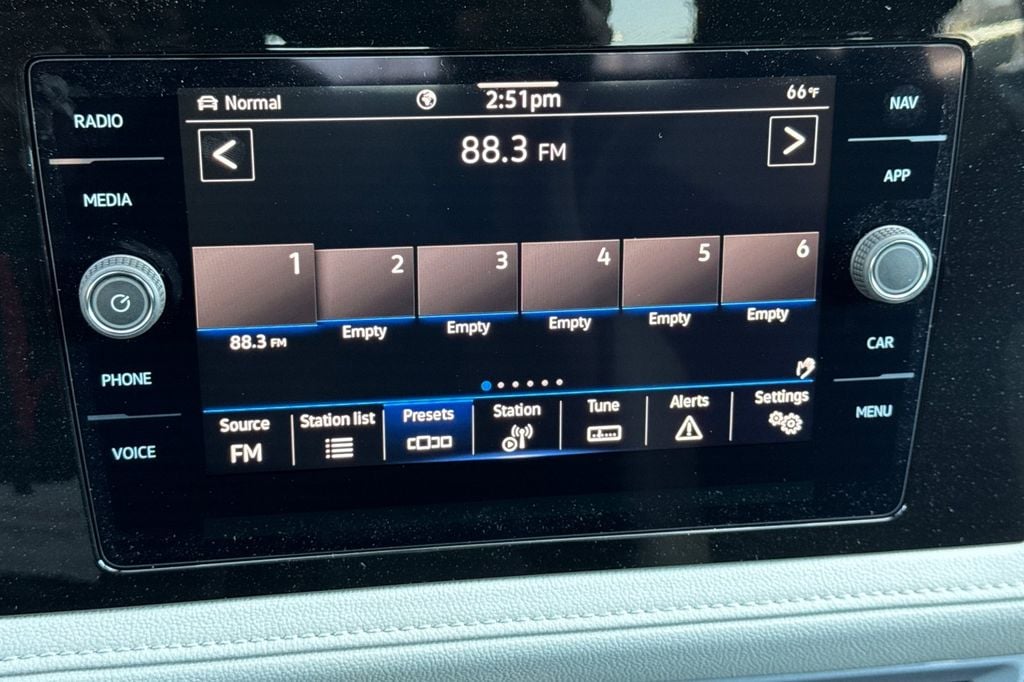 RADIO
MEDIA
PHONE
VOICE
Normal
2:51pm
66°F
<
88.3 FM
>
1
2
3
4
5
6
88.3 FM
Empty
Empty
Empty
Empty
Empty
Source
FM
Station list
Presets
Station
Tune
Alerts
Settings
NAV
APP
CAR
MENU